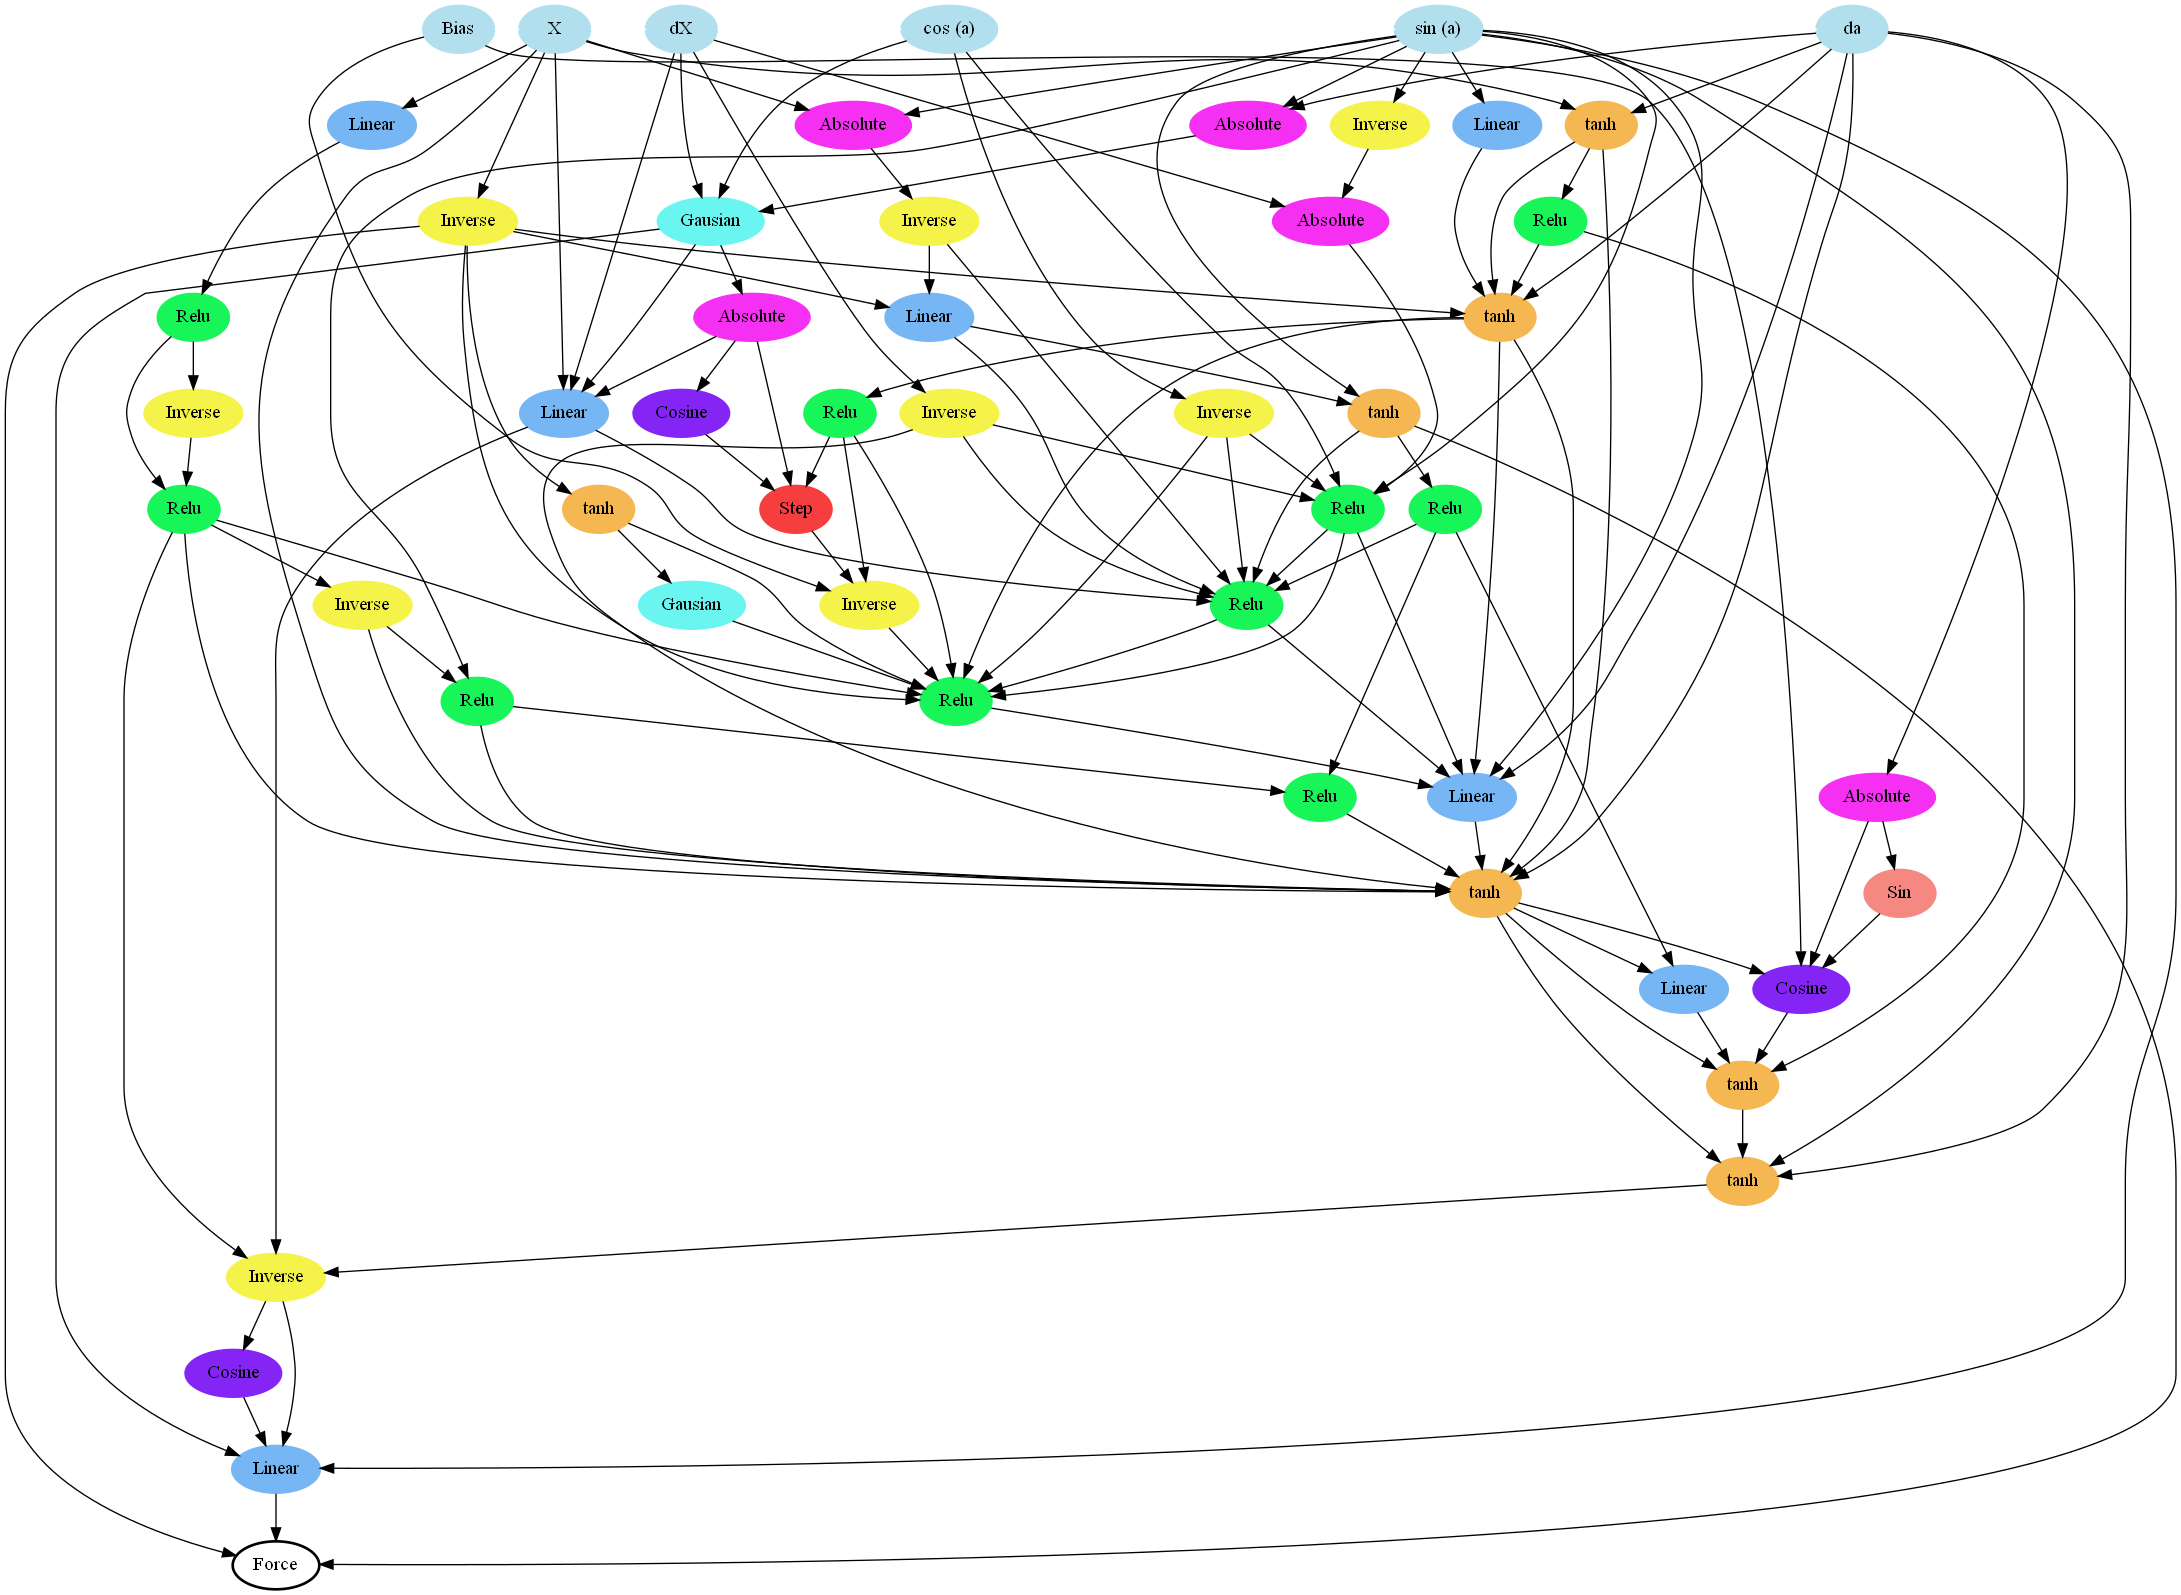 Bias X dX cos (a) sin (a) da
Linear Absolute Absolute Inverse Linear tanh
Inverse Gausian Inverse Absolute Relu
Relu Absolute Linear tanh
Inverse Linear Cosine Relu Inverse Inverse tanh
Relu tanh Step Relu Relu
Inverse Gausian Inverse Relu
Relu Relu
Relu Linear Absolute
tanh Sin
Linear Cosine
tanh
tanh
Inverse
Cosine
Linear
Force